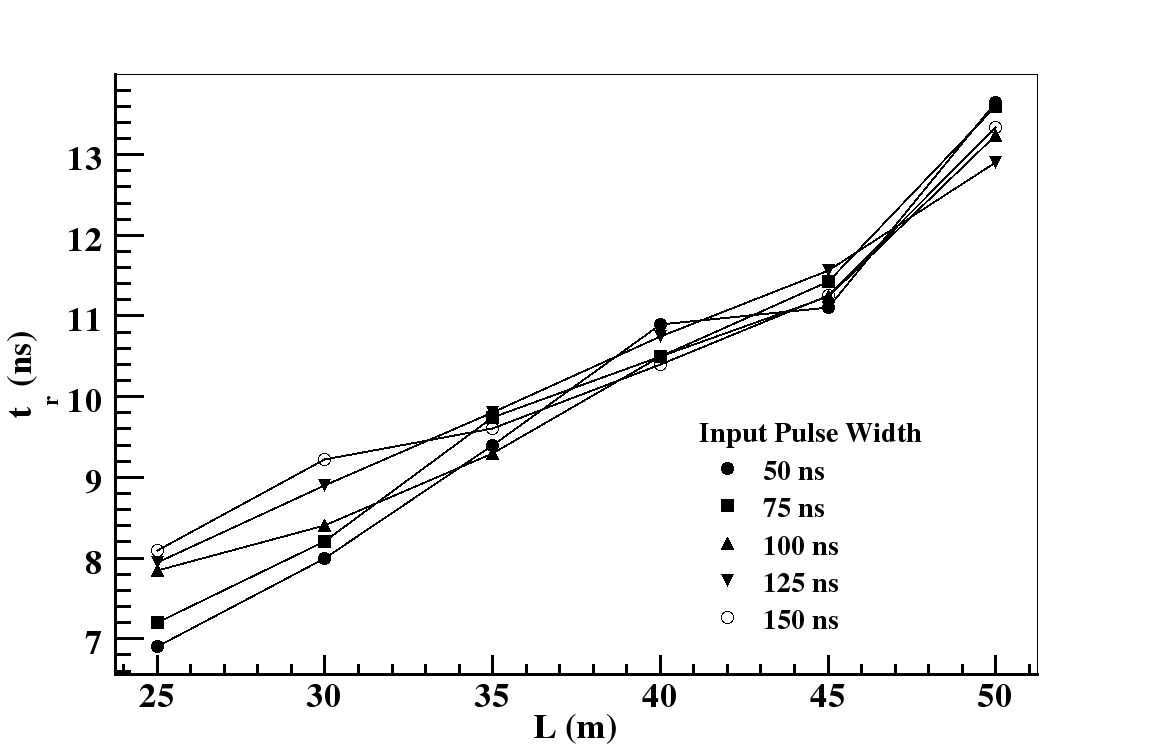 13
12
11
10
9
8
7
t r (ns)
Input Pulse Width
50 ns
75 ns
100 ns
125 ns
150 ns
25 30 35 40 45 50
L (m)